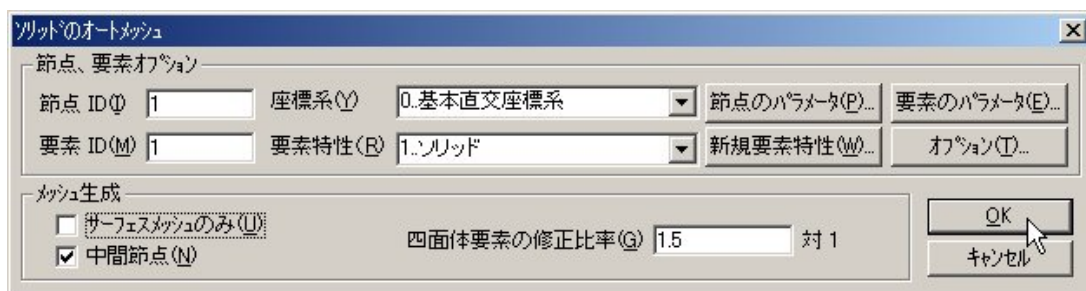 ソリッドのオートメッシュ
節点、要素オプション
節点 ID(I) 1 座標系(Y) 0..基本直交座標系 節点のパラメータ(P)... 要素のパラメータ(E)...
要素 ID(M) 1 要素特性(R) 1..ソリッド 新規要素特性(W)... オプション(T)...
メッシュ生成
サーフェスメッシュのみ(U)
中間節点(N)
四面体要素の修正比率(G) 1.5 対 1
OK
キャンセル